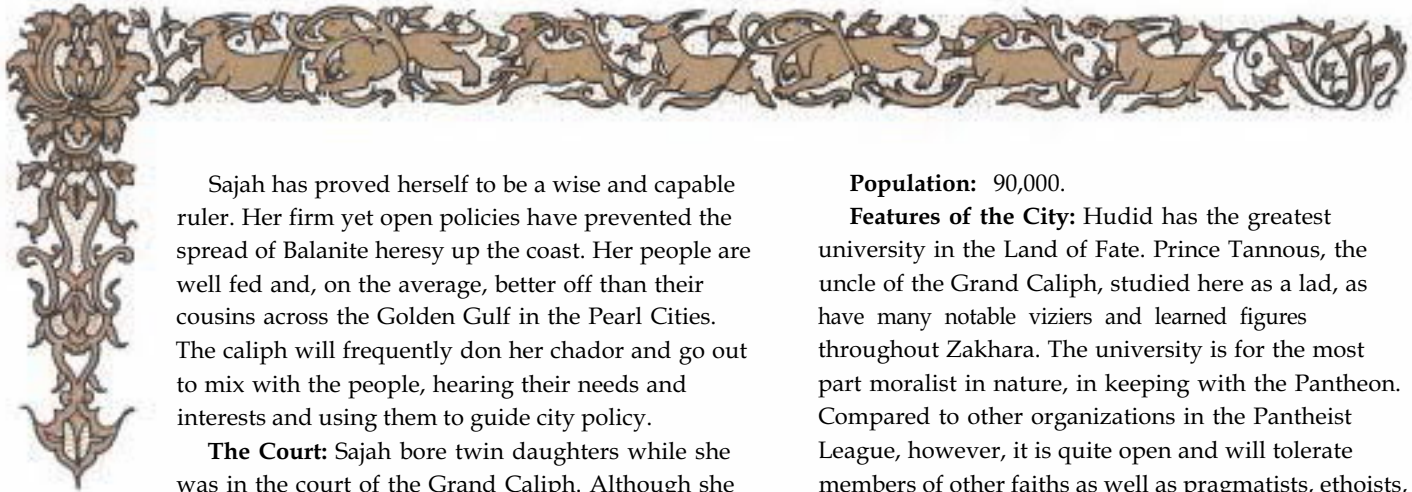 Sajah has proved herself to be a wise and capable
ruler. Her firm yet open policies have prevented the
spread of Balanite heresy up the coast. Her people are
well fed and, on the average, better off than their
cousins across the Golden Gulf in the Pearl Cities.
The caliph will frequently don her chador and go out
to mix with the people, hearing their needs and
interests and using them to guide city policy.
The Court: Sajah bore twin daughters while she
was in the court of the Grand Caliph. Although she
Population: 90,000.
Features of the City: Hudid has the greatest
university in the Land of Fate. Prince Tannous, the
uncle of the Grand Caliph, studied here as a lad, as
have many notable viziers and learned figures
throughout Zakhara. The university is for the most
part moralist in nature, in keeping with the Pantheon.
Compared to other organizations in the Pantheist
League, however, it is quite open and will tolerate
members of other faiths as well as pragmatists, ethoists,